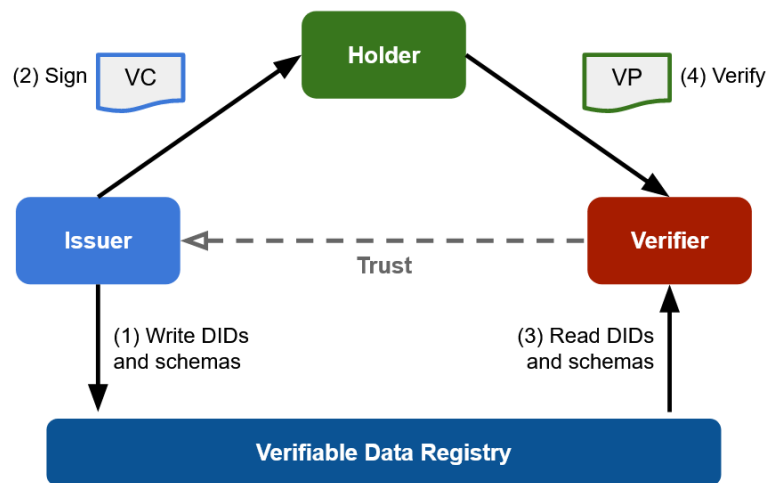 Holder
(2) Sign
VC
VP
(4) Verify
Issuer
Verifier
Trust
(1) Write DIDs
and schemas
(3) Read DIDs
and schemas
Verifiable Data Registry